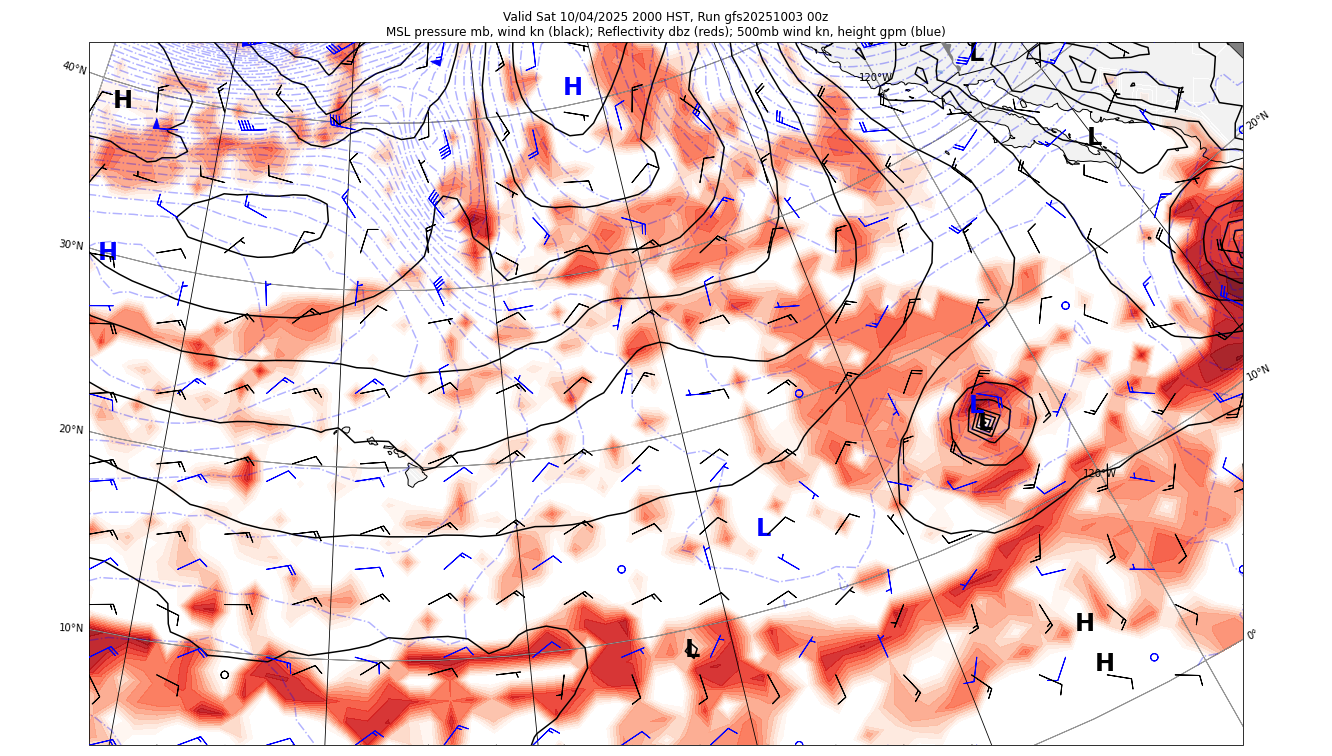 Valid Sat 10/04/2025 2000 HST, Run gfs20251003 00z
MSL pressure mb, wind kn (black); Reflectivity dbz (reds); 500mb wind kn, height gpm (blue)
L
40°N
120°W
H
H
20°N
L
30°N
H
10°N
L
L
20°N
120°W
L
10°N
H
0°
L
H